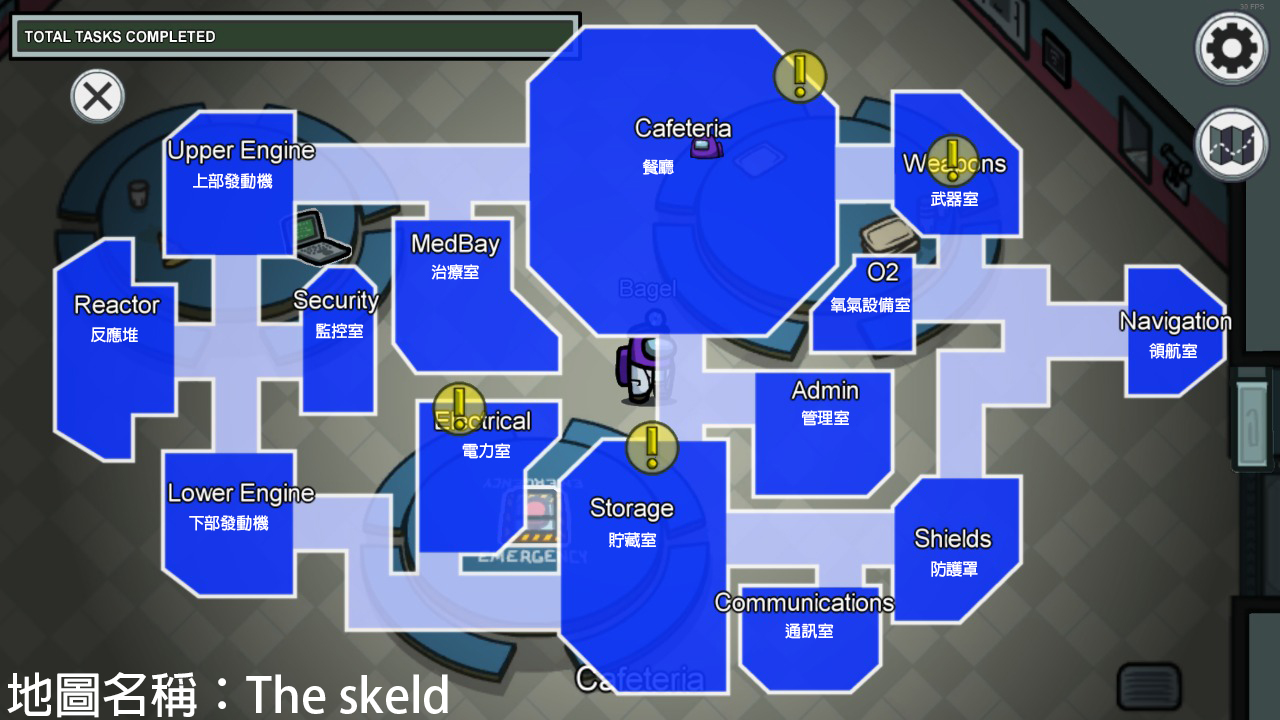 38 FPS
TOTAL TASKS COMPLETED
Cafeteria
餐廳
Upper Engine
上部發動機
Weapons
武器室
MedBay
治療室
O2
氧氣設備室
Reactor
反應堆
Security
監控室
Bagel
Navigation
領航室
Admin
管理室
Electrical
電力室
Lower Engine
下部發動機
Storage
貯藏室
EMERGENCY
EMERGENCY
Shields
防護罩
Communications
通訊室
Cafeteria
地圖名稱：The skeld